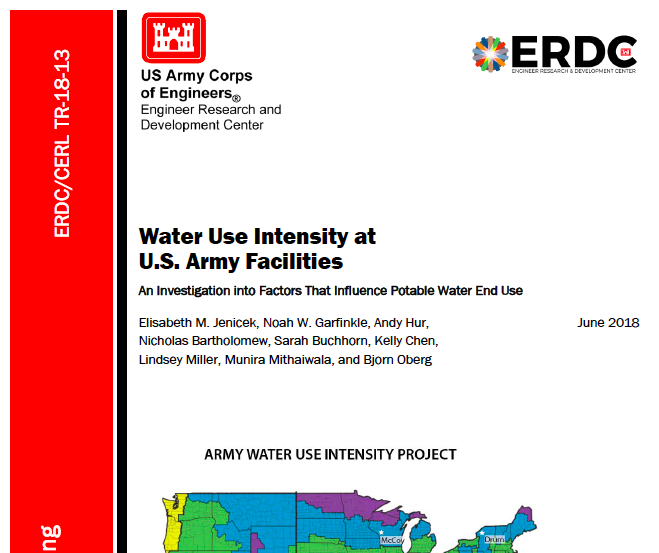 ERDC/CERL TR-18-13
US Army Corps
of Engineers®
Engineer Research and
Development Center
ERDC
ENGINEER RESEARCH & DEVELOPMENT CENTER
Water Use Intensity at
U.S. Army Facilities
An Investigation into Factors That Influence Potable Water End Use
Elisabeth M. Jenicek, Noah W. Garfinkle, Andy Hur,
Nicholas Bartholomew, Sarah Buchhorn, Kelly Chen,
Lindsey Miller, Munira Mithaiwala, and Bjorn Oberg
June 2018
ARMY WATER USE INTENSITY PROJECT
McCoy
Drum
ng